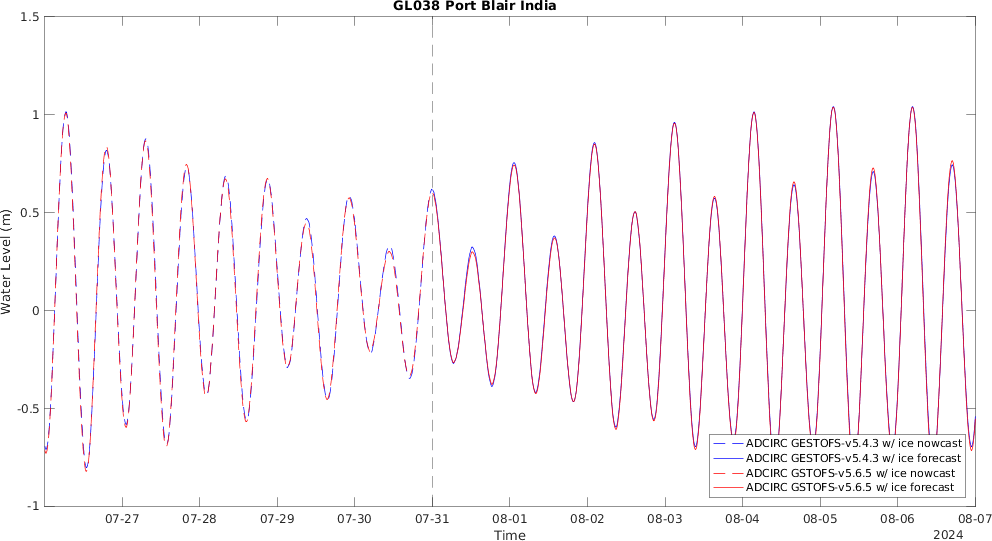 GL038 Port Blair India
1.5
1
0.5
0
-0.5
-1
Water Level (m)
ADCIRC GESTOFS-v5.4.3 w/ ice nowcast
ADCIRC GESTOFS-v5.4.3 w/ ice forecast
ADCIRC GSTOFS-v5.6.5 w/ ice nowcast
ADCIRC GSTOFS-v5.6.5 w/ ice forecast
07-27 07-28 07-29 07-30 07-31 08-01 08-02 08-03 08-04 08-05 08-06 08-07
Time
2024